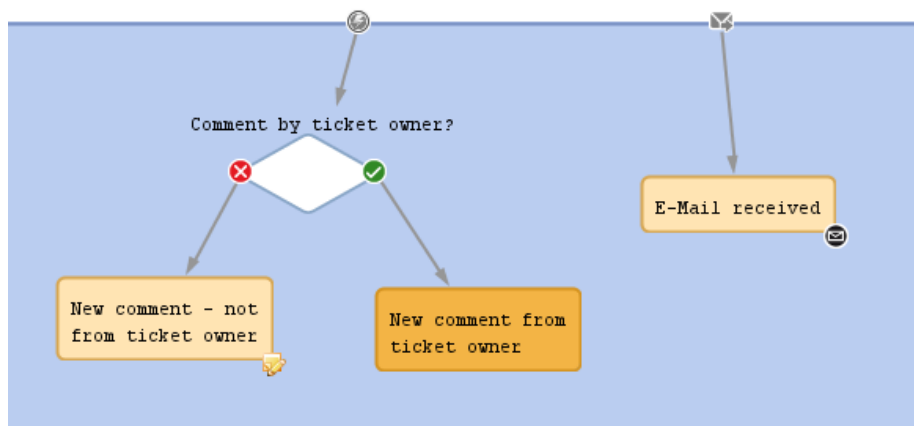 Comment by ticket owner?
E-Mail received
New comment - not
from ticket owner
New comment from
ticket owner